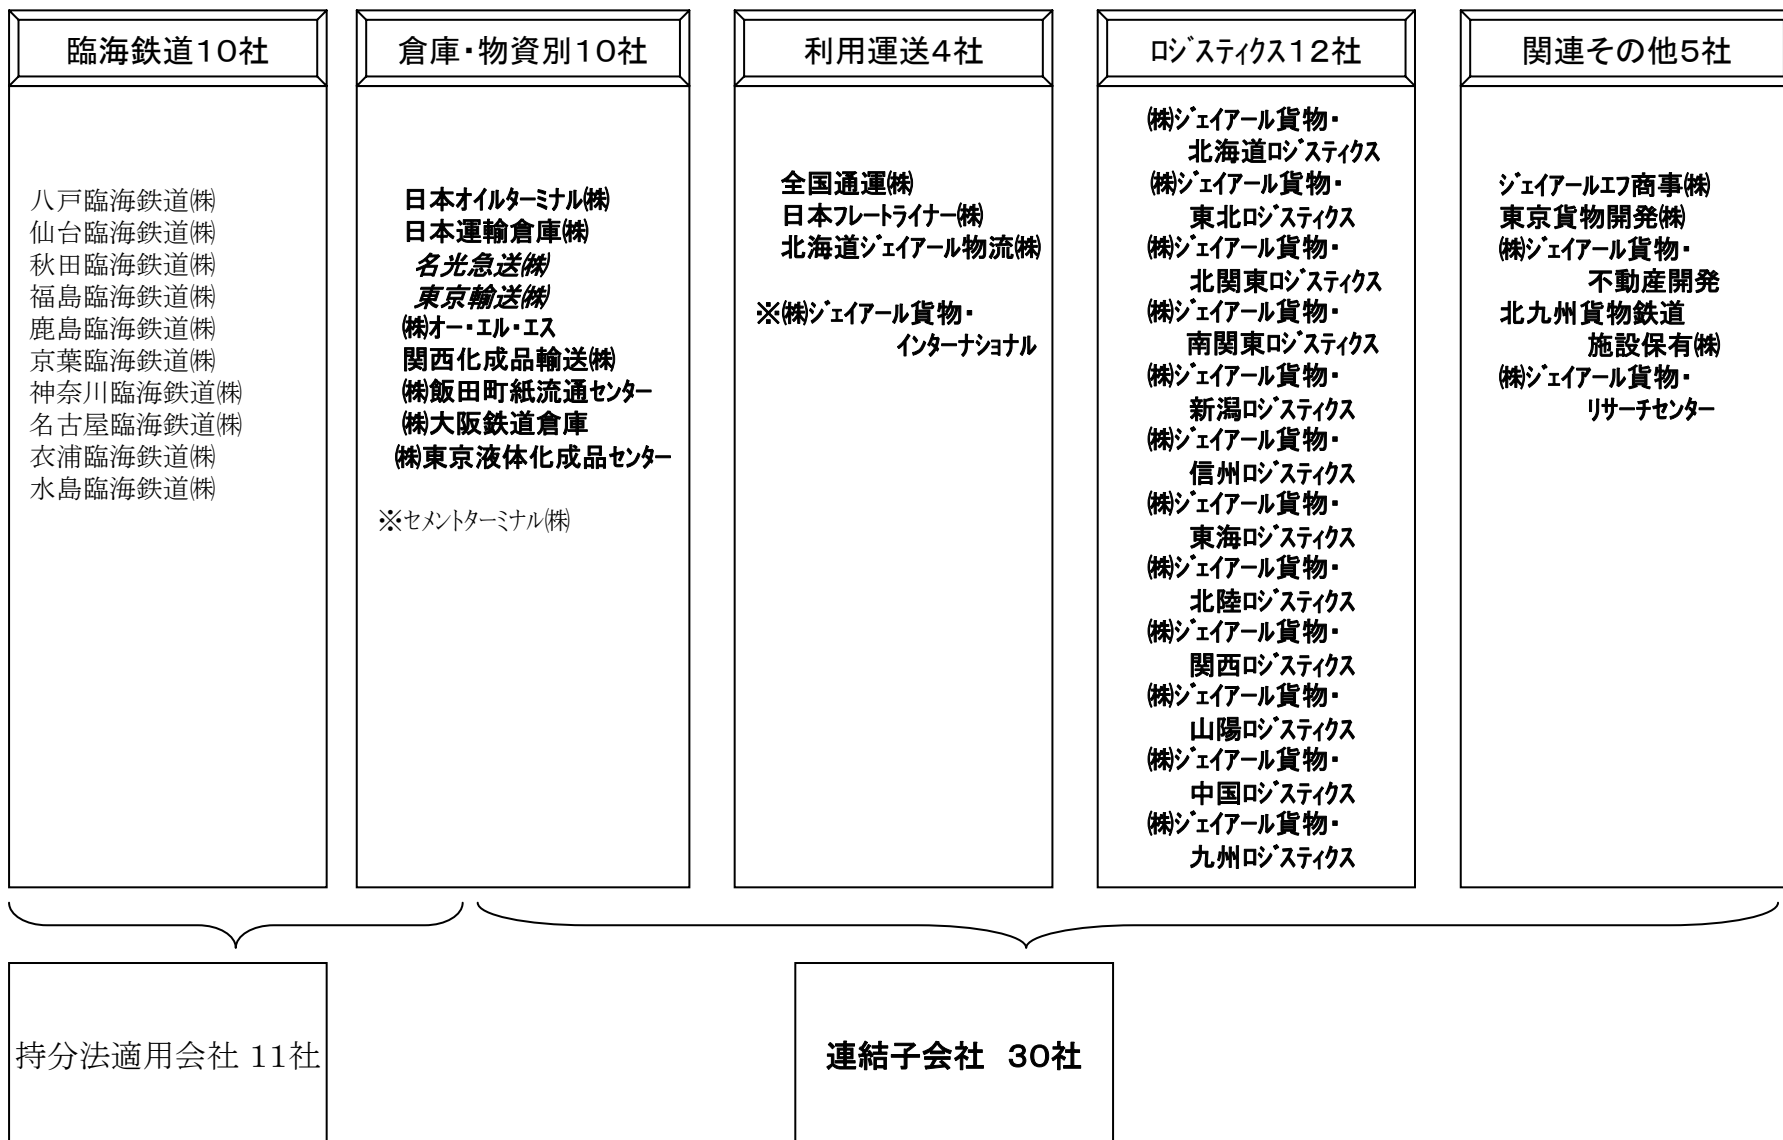 臨海鉄道10社
八戸臨海鉄道㈱
仙台臨海鉄道㈱
秋田臨海鉄道㈱
福島臨海鉄道㈱
鹿島臨海鉄道㈱
京葉臨海鉄道㈱
神奈川臨海鉄道㈱
名古屋臨海鉄道㈱
衣浦臨海鉄道㈱
水島臨海鉄道㈱
倉庫・物資別10社
日本オイルターミナル㈱
日本運輸倉庫㈱
名光急送㈱
東京輸送㈱
㈱オー・エル・エス
関西化成品輸送㈱
㈱飯田町紙流通センター
㈱大阪鉄道倉庫
㈱東京液体化成品センター
※セメントターミナル㈱
利用運送4社
全国通運㈱
日本フレートライナー㈱
北海道ジェイアール物流㈱
※㈱ジェイアール貨物・
インターナショナル
ロジスティクス12社
㈱ジェイアール貨物・
北海道ロジスティクス
㈱ジェイアール貨物・
東北ロジスティクス
㈱ジェイアール貨物・
北関東ロジスティクス
㈱ジェイアール貨物・
南関東ロジスティクス
㈱ジェイアール貨物・
新潟ロジスティクス
㈱ジェイアール貨物・
信州ロジスティクス
㈱ジェイアール貨物・
東海ロジスティクス
㈱ジェイアール貨物・
北陸ロジスティクス
㈱ジェイアール貨物・
関西ロジスティクス
㈱ジェイアール貨物・
山陽ロジスティクス
㈱ジェイアール貨物・
中国ロジスティクス
㈱ジェイアール貨物・
九州ロジスティクス
関連その他5社
ジェイアールエフ商事㈱
東京貨物開発㈱
㈱ジェイアール貨物・
不動産開発
北九州貨物鉄道
施設保有㈱
㈱ジェイアール貨物・
リサーチセンター
持分法適用会社 11社
連結子会社 30社